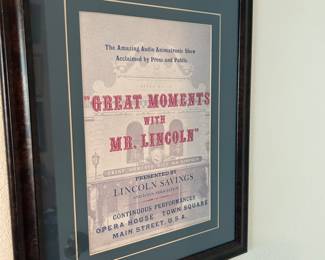 The Amazing Audio Animatronic Show
Acclaimed by Press and Public
"GREAT MOMENTS
WITH
MR. LINCOLN"
PRESENTED BY
LINCOLN SAVINGS
CONTINUOUS PERFORMANCES
OPERA HOUSE TOWN SQUARE
MAIN STREET, U.S.A.